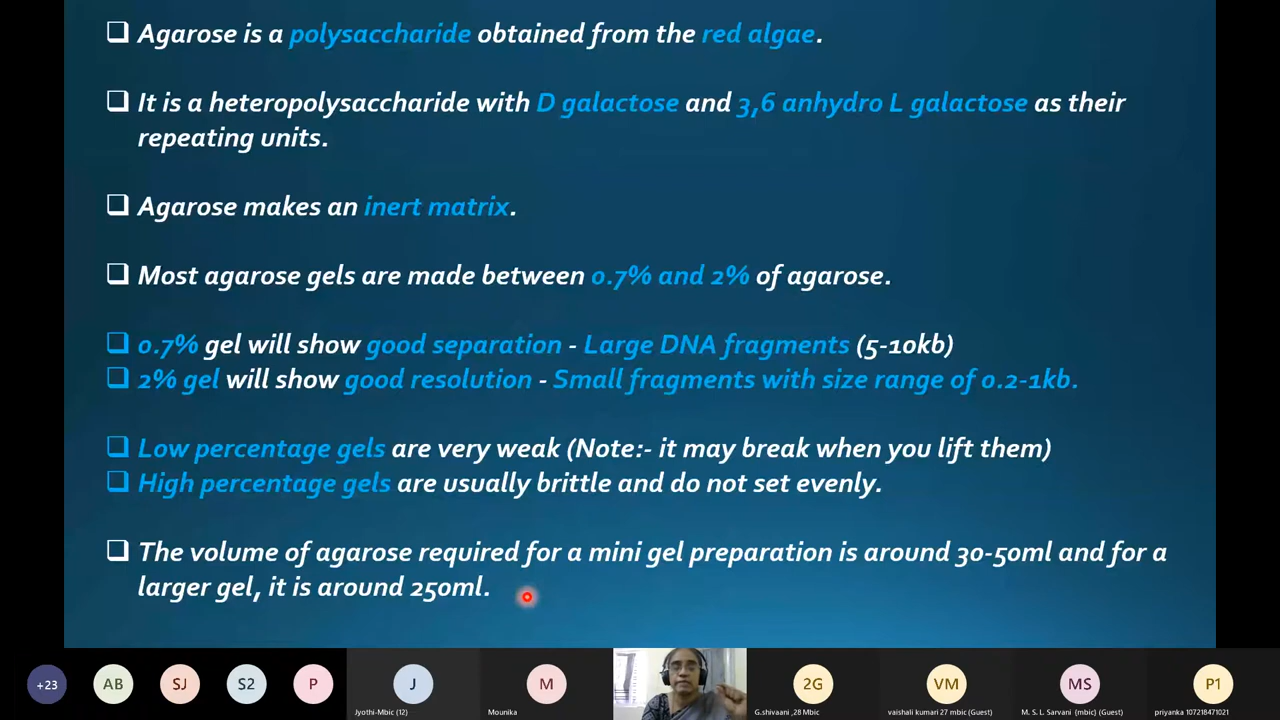 Agarose is a polysaccharide obtained from the red algae.
It is a heteropolysaccharide with D galactose and 3,6 anhydro L galactose as their
repeating units.
Agarose makes an inert matrix.
Most agarose gels are made between 0.7% and 2% of agarose.
0.7% gel will show good separation - Large DNA fragments (5-10kb)
2% gel will show good resolution - Small fragments with size range of 0.2-1kb.
Low percentage gels are very weak (Note:- it may break when you lift them)
High percentage gels are usually brittle and do not set evenly.
The volume of agarose required for a mini gel preparation is around 30-50ml and for a
larger gel, it is around 250ml.
+23 AB SJ S2 P J M 2G VM MS P1
Jyothi-Mbic (12) Mounika G.shivaani ,28 Mbic vaishali kumari 27 mbic (Guest) M. S. L. Sarvani (mbic) (Guest) priyanka 107218471021